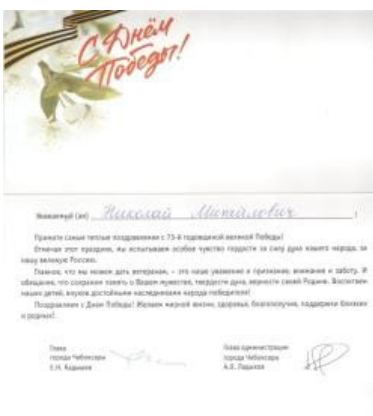 С Днём
Победы!
Уважаемый (ая) Николай Михайлович !
Примите самые теплые поздравления с 73-й годовщиной великой Победы!
Отмечая этот праздник, мы испытываем особое чувство гордости за силу духа нашего народа, за
нашу великую Россию.
Главное, что мы можем дать ветеранам, – это наше уважение и признание, внимание и заботу. И
обещание, что сохраним память о Вашем мужестве, твердости духа, верности своей Родине. Воспитаем
наших детей, внуков достойными наследниками народа победителя!
Поздравляем с Днем Победы! Желаем мирной жизни, здоровья, благополучия, поддержки близких
и родных!
Глава
города Чебоксары
Е.Н. Кадышев
Глава администрации
города Чебоксары
А.О. Ладыков